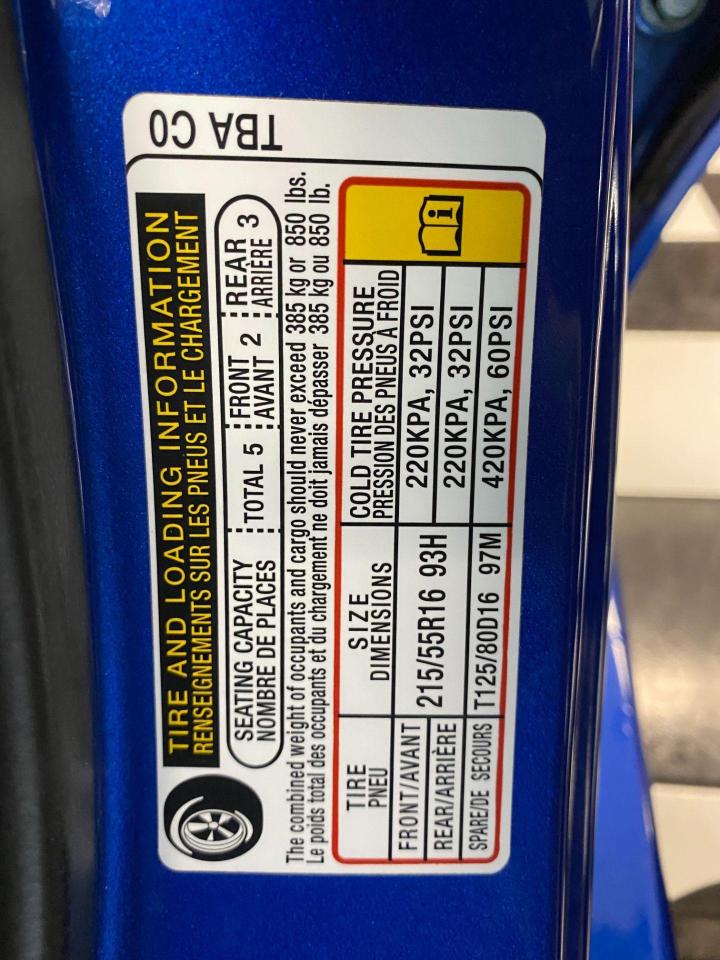 TBA C0
TIRE AND LOADING INFORMATION
RENSEIGNEMENTS SUR LES PNEUS ET LE CHARGEMENT
SEATING CAPACITY
NOMBRE DE PLACES
TOTAL 5
FRONT
AVANT 2
REAR
ARRIÈRE 3
The combined weight of occupants and cargo should never exceed 385 kg or 850 lbs.
Le poids total des occupants et du chargement ne doit jamais dépasser 385 kg ou 850 lb.
TIRE
PNEU
SIZE
DIMENSIONS
COLD TIRE PRESSURE
PRESSION DES PNEUS À FROID
FRONT/AVANT
215/55R16 93H
220KPA, 32PSI
REAR/ARRIÈRE
220KPA, 32PSI
SPARE/DE SECOURS
T125/80D16 97M
420KPA, 60PSI